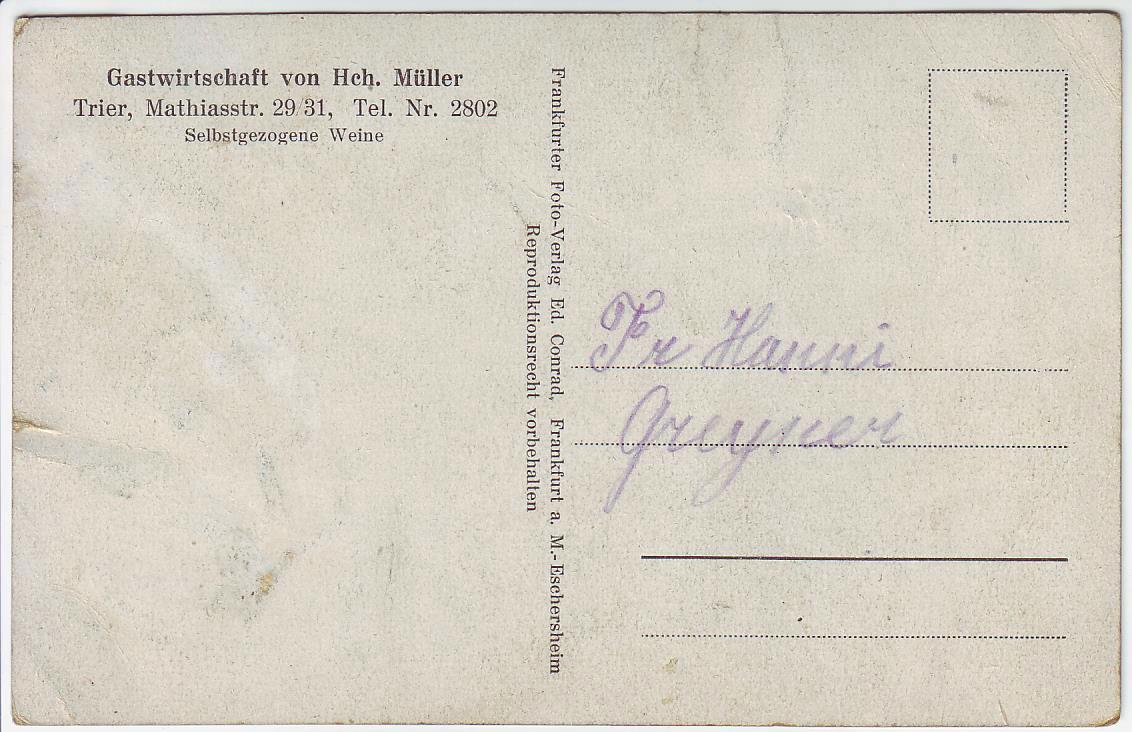 Gastwirtschaft von Hch. Müller
Trier, Mathiasstr. 29/31, Tel. Nr. 2802
Selbstgezogene Weine
Frankfurter Foto-Verlag Ed. Conrad, Frankfurt a. M.-Eschersheim
Reproduktionsrecht vorbehalten
Fr Hanni
Greyner